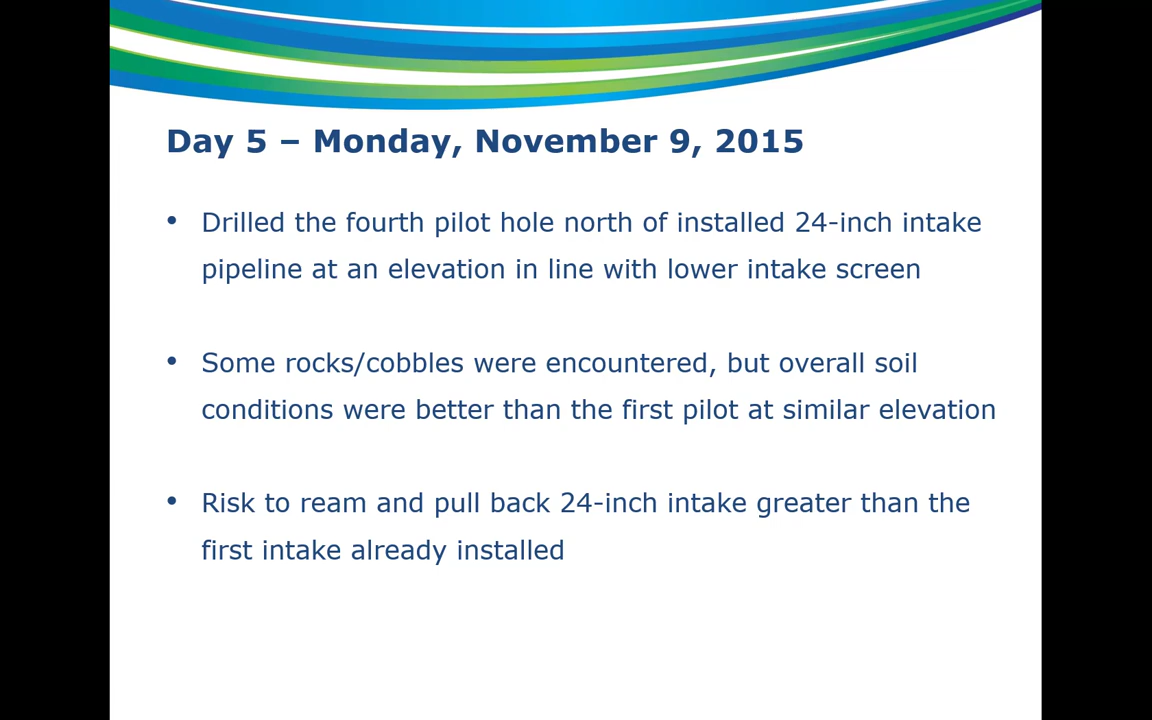 Day 5 – Monday, November 9, 2015
• Drilled the fourth pilot hole north of installed 24-inch intake
pipeline at an elevation in line with lower intake screen
• Some rocks/cobbles were encountered, but overall soil
conditions were better than the first pilot at similar elevation
• Risk to ream and pull back 24-inch intake greater than the
first intake already installed